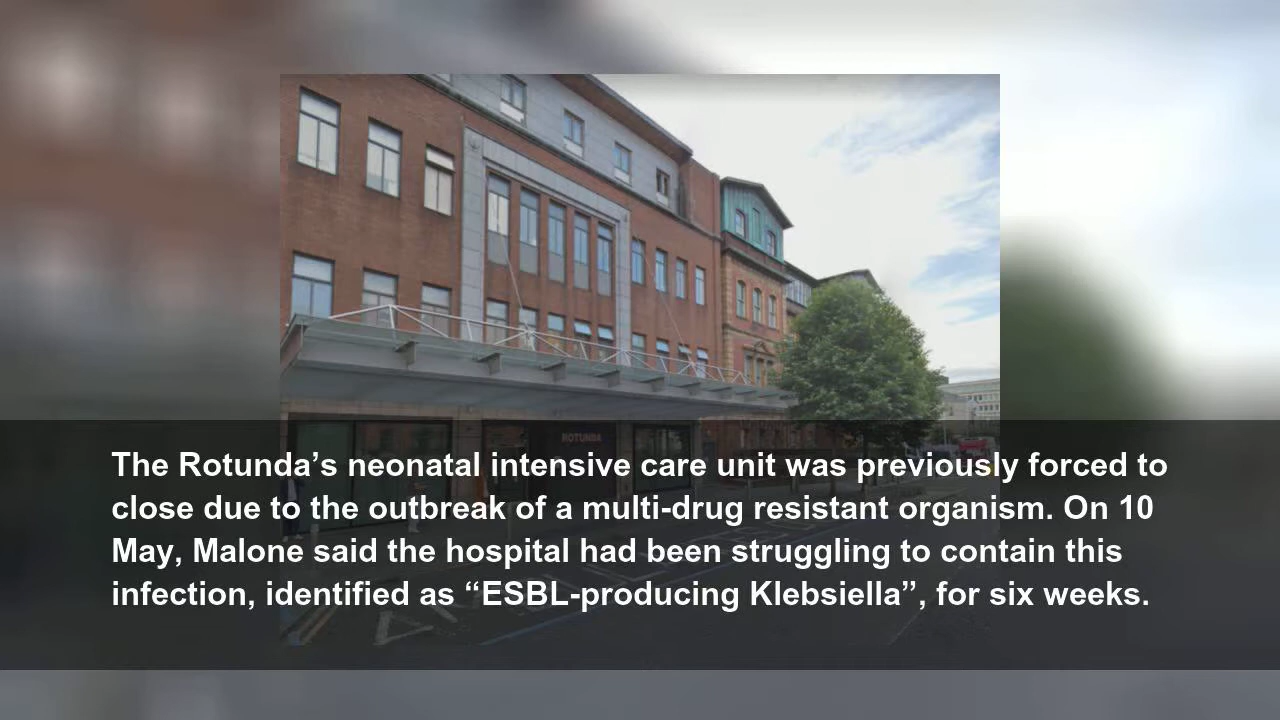 ROTUNDA
The Rotunda’s neonatal intensive care unit was previously forced to
close due to the outbreak of a multi-drug resistant organism. On 10
May, Malone said the hospital had been struggling to contain this
infection, identified as “ESBL-producing Klebsiella”, for six weeks.